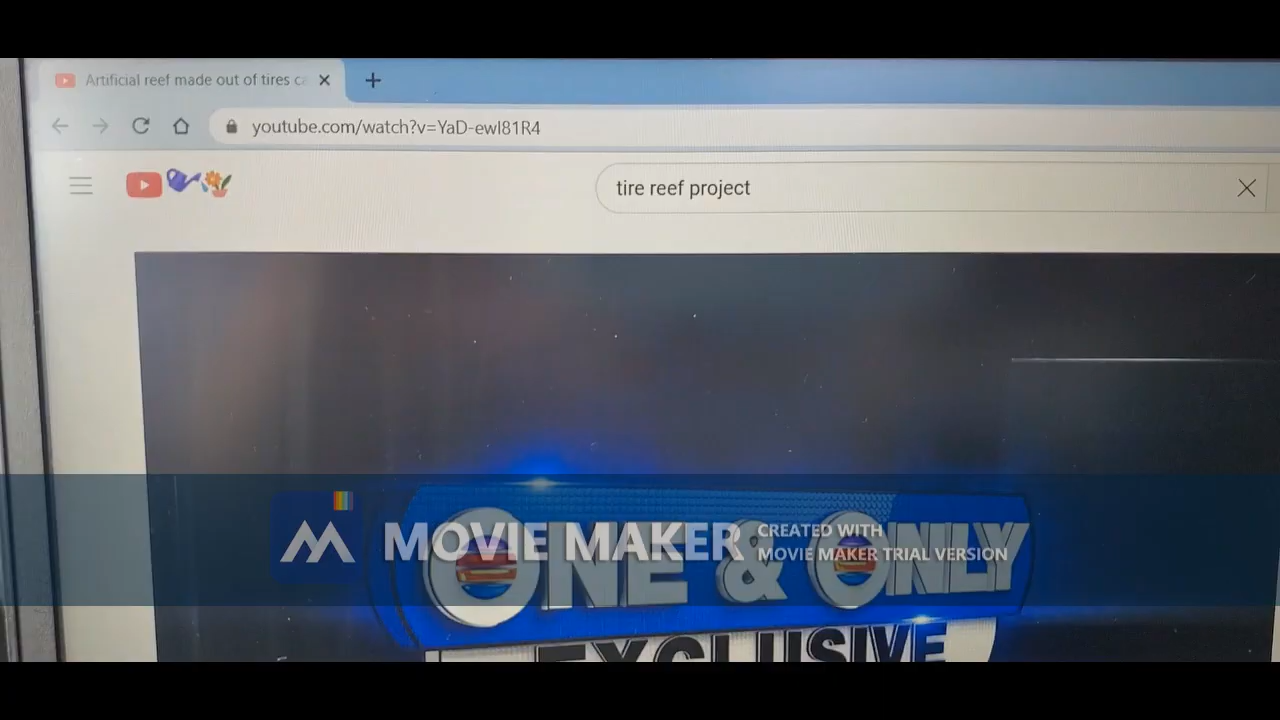 Artificial reef made out of tires ca
youtube.com/watch?v=YaD-ewI81R4
tire reef project
ONE & ONLY
EXCLUSIVE
MOVIE MAKER
CREATED WITH
MOVIE MAKER TRIAL VERSION